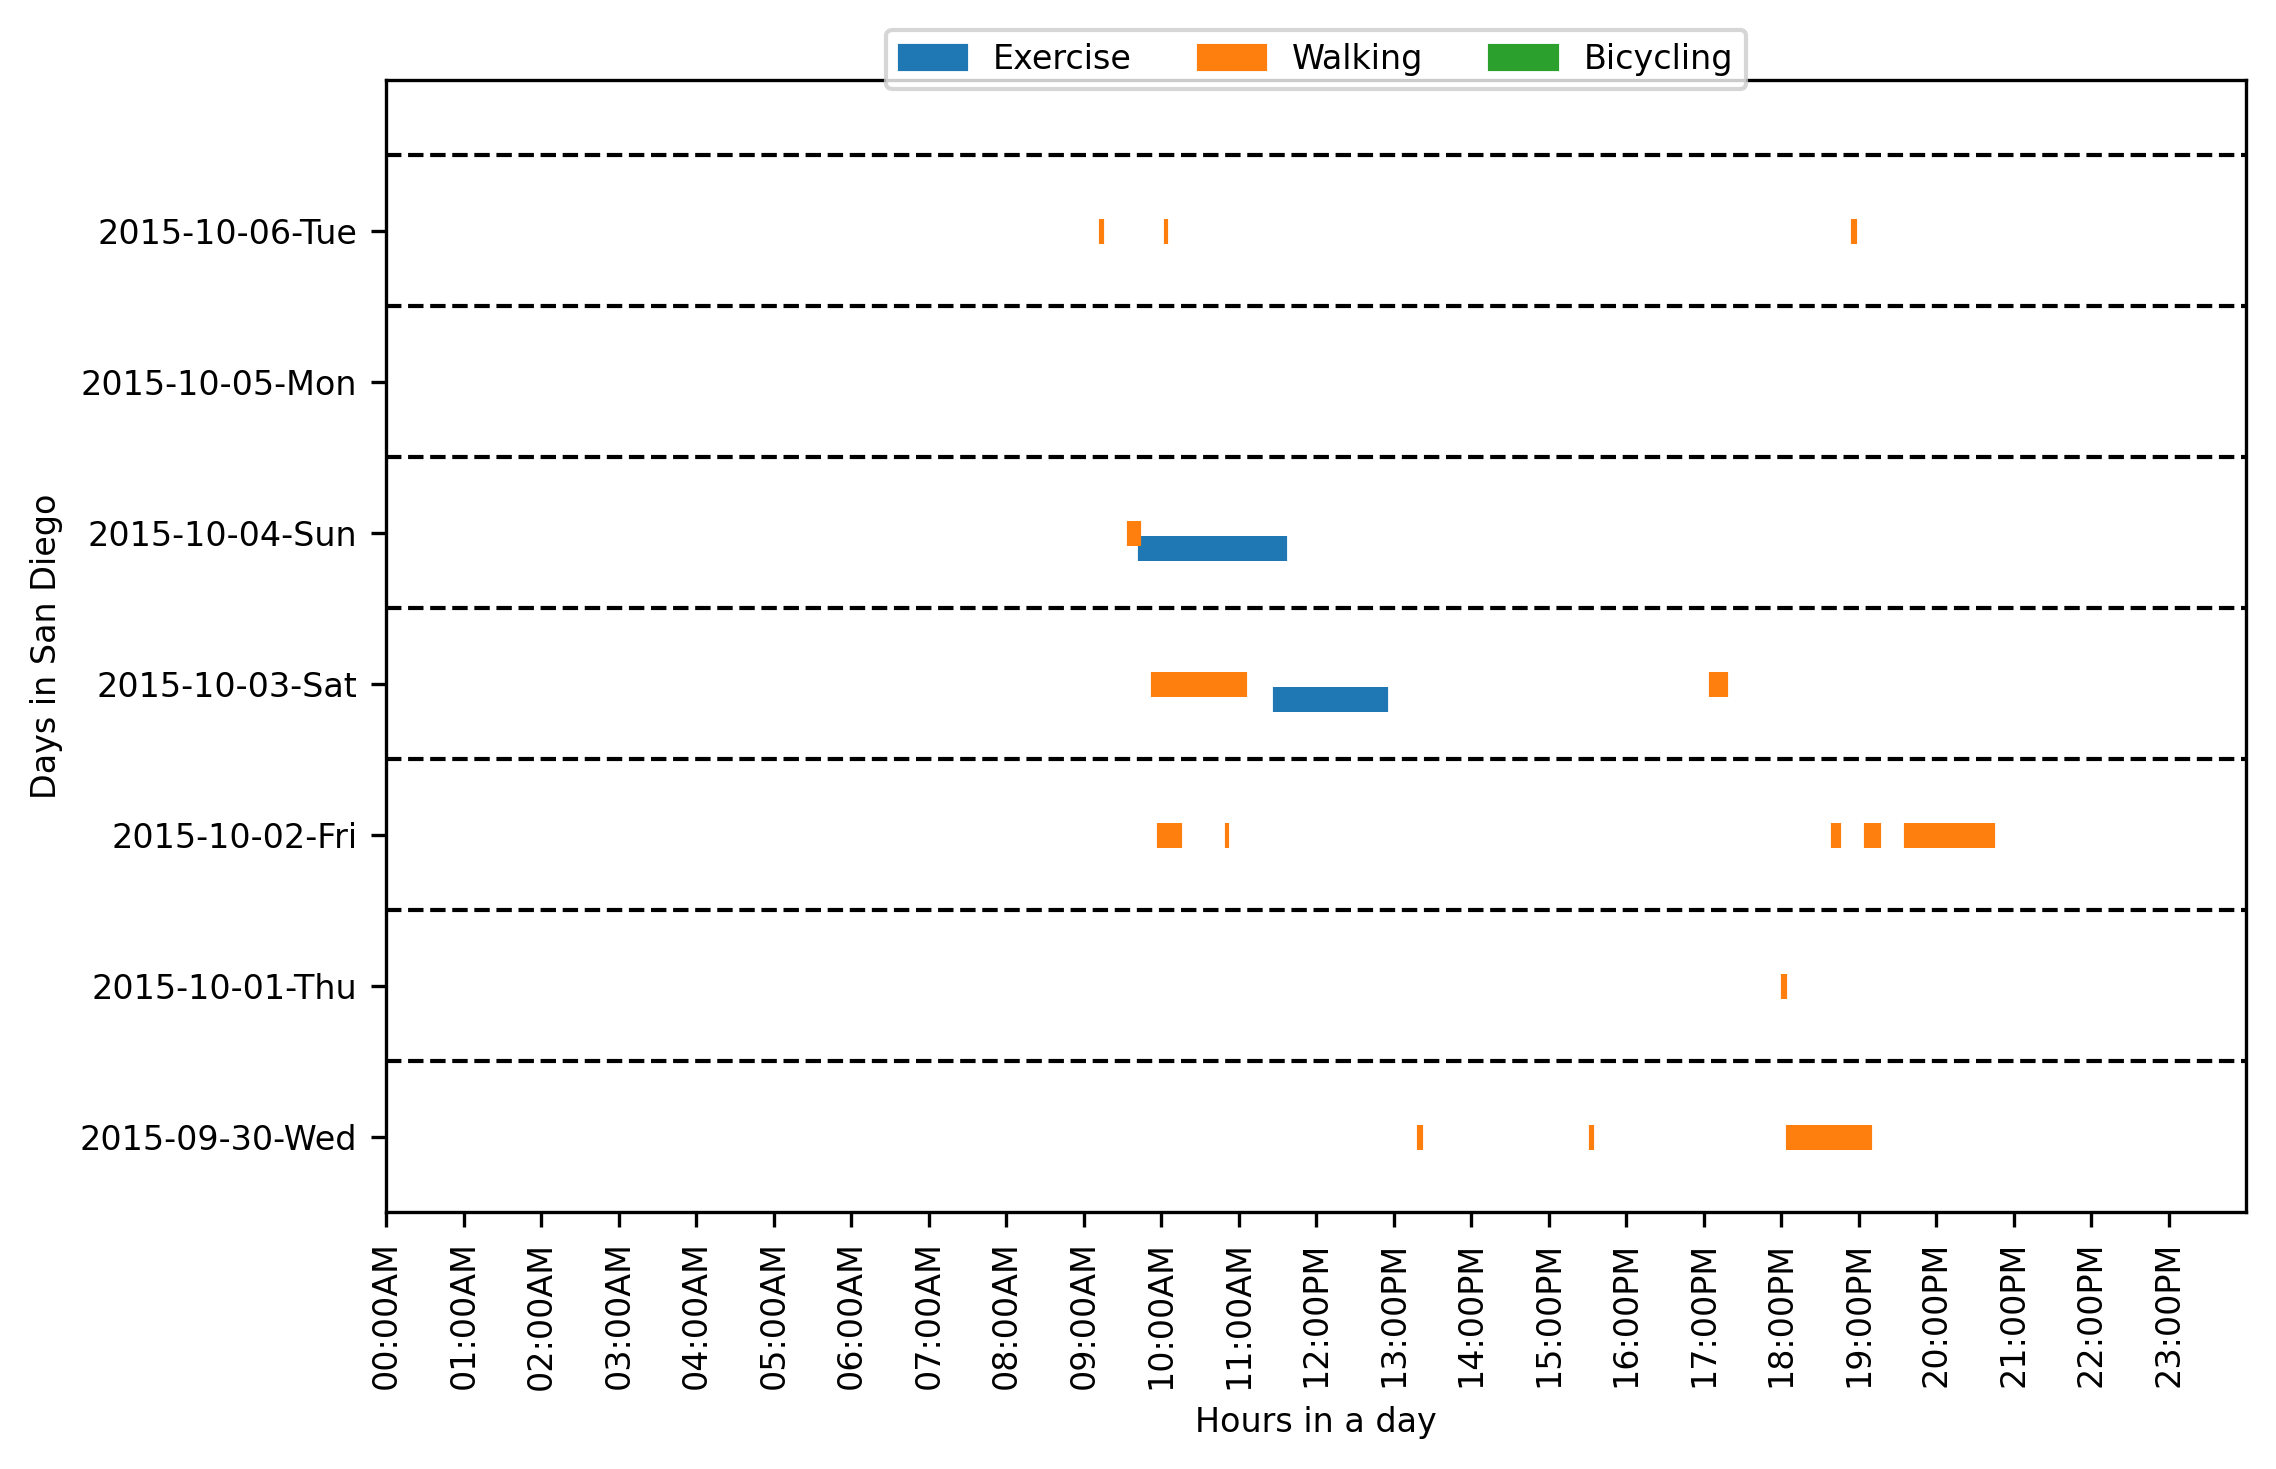 Exercise Walking Bicycling
2015-10-06-Tue
2015-10-05-Mon
2015-10-04-Sun
2015-10-03-Sat
2015-10-02-Fri
2015-10-01-Thu
2015-09-30-Wed
Days in San Diego
00:00AM
01:00AM
02:00AM
03:00AM
04:00AM
05:00AM
06:00AM
07:00AM
08:00AM
09:00AM
10:00AM
11:00AM
12:00PM
13:00PM
14:00PM
15:00PM
16:00PM
17:00PM
18:00PM
19:00PM
20:00PM
21:00PM
22:00PM
23:00PM
Hours in a day